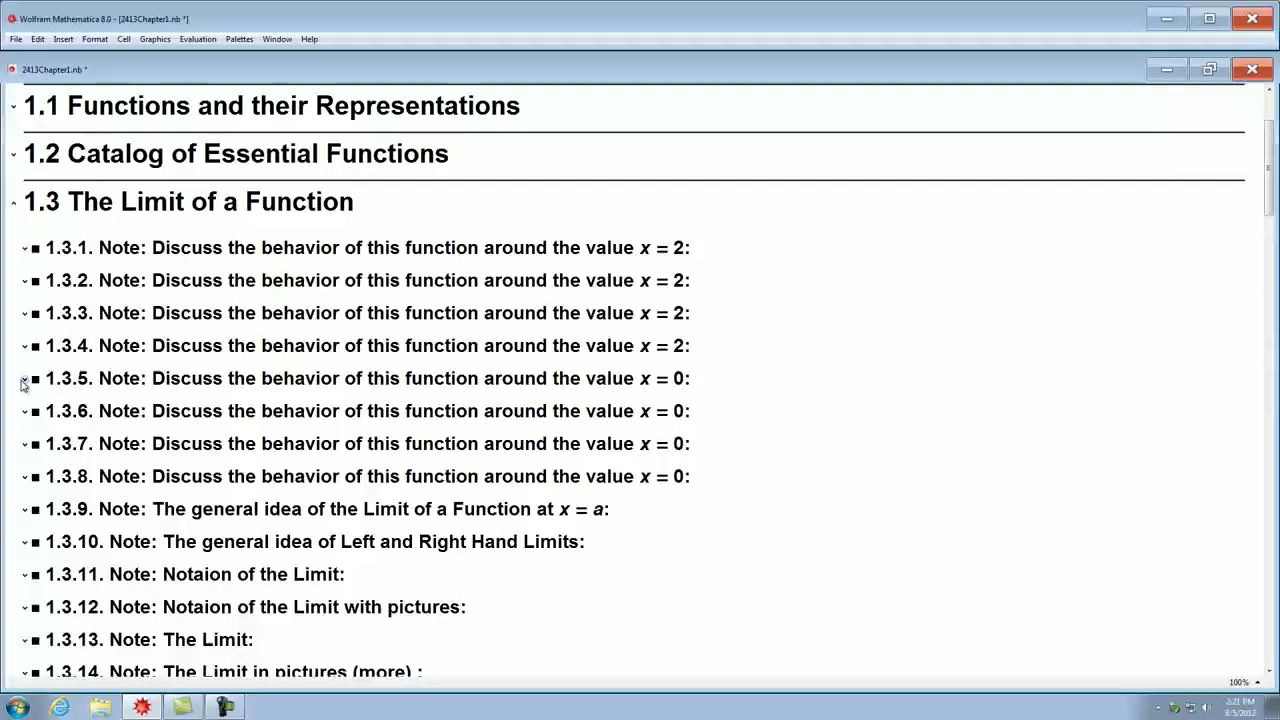 Wolfram Mathematica 8.0 - [2413Chapter1.nb *]
File Edit Insert Format Cell Graphics Evaluation Palettes Window Help
2413Chapter1.nb *
1.1 Functions and their Representations
1.2 Catalog of Essential Functions
1.3 The Limit of a Function
1.3.1. Note: Discuss the behavior of this function around the value x = 2:
1.3.2. Note: Discuss the behavior of this function around the value x = 2:
1.3.3. Note: Discuss the behavior of this function around the value x = 2:
1.3.4. Note: Discuss the behavior of this function around the value x = 2:
1.3.5. Note: Discuss the behavior of this function around the value x = 0:
1.3.6. Note: Discuss the behavior of this function around the value x = 0:
1.3.7. Note: Discuss the behavior of this function around the value x = 0:
1.3.8. Note: Discuss the behavior of this function around the value x = 0:
1.3.9. Note: The general idea of the Limit of a Function at x = a:
1.3.10. Note: The general idea of Left and Right Hand Limits:
1.3.11. Note: Notaion of the Limit:
1.3.12. Note: Notaion of the Limit with pictures:
1.3.13. Note: The Limit:
1.3.14. Note: The Limit in pictures (more) :
100%
2:21 PM
8/5/2012